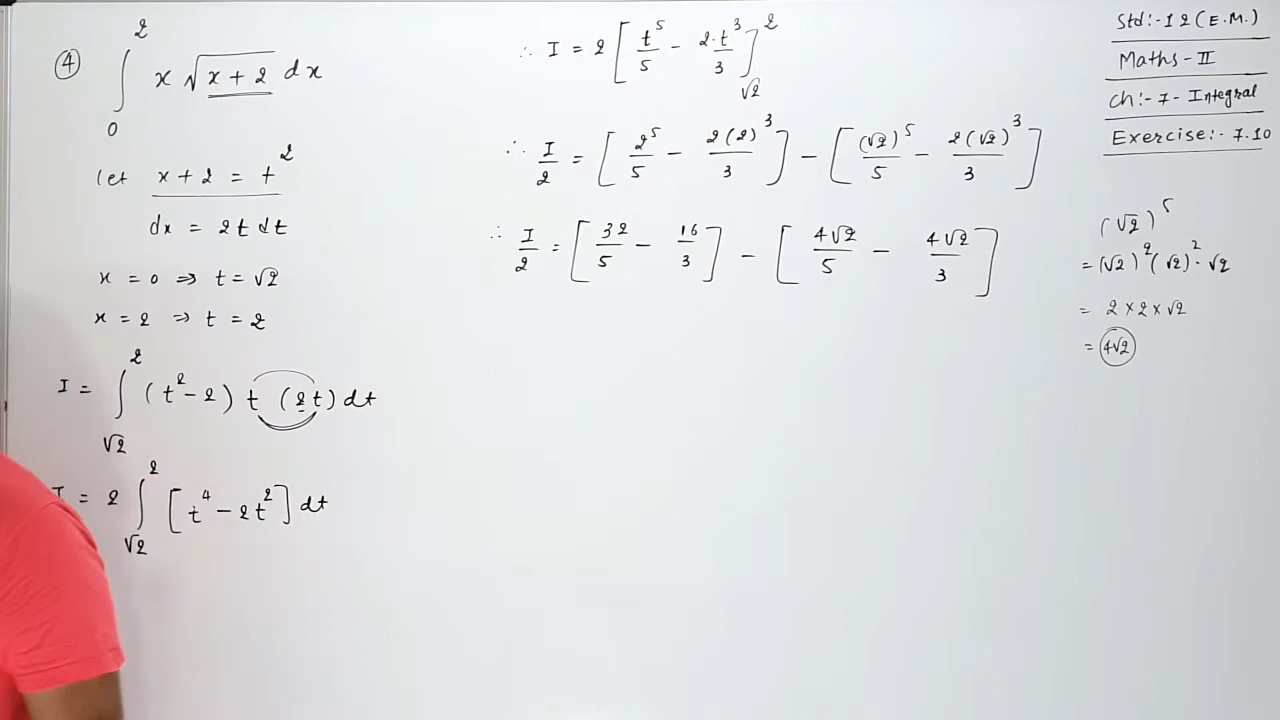 ④ ∫₀² x √(x + 2) dx
let x + 2 = t²
dx = 2t dt
x = 0 ⇒ t = √2
x = 2 ⇒ t = 2
I = ∫_√2^2 (t² - 2) t (2t) dt
I = 2 ∫_√2^2 [t⁴ - 2t²] dt
∴ I = 2 [t⁵/5 - 2·t³/3]_√2^2
∴ I/2 = [2⁵/5 - 2(2)³/3] - [(√2)⁵/5 - 2(√2)³/3]
∴ I/2 = [32/5 - 16/3] - [4√2/5 - 4√2/3]
Std:-12 (E.M.)
Maths - II
Ch:- 7 - Integral
Exercise:- 7.10
(√2)⁵
= (√2)² (√2)² · √2
= 2 × 2 × √2
= 4√2